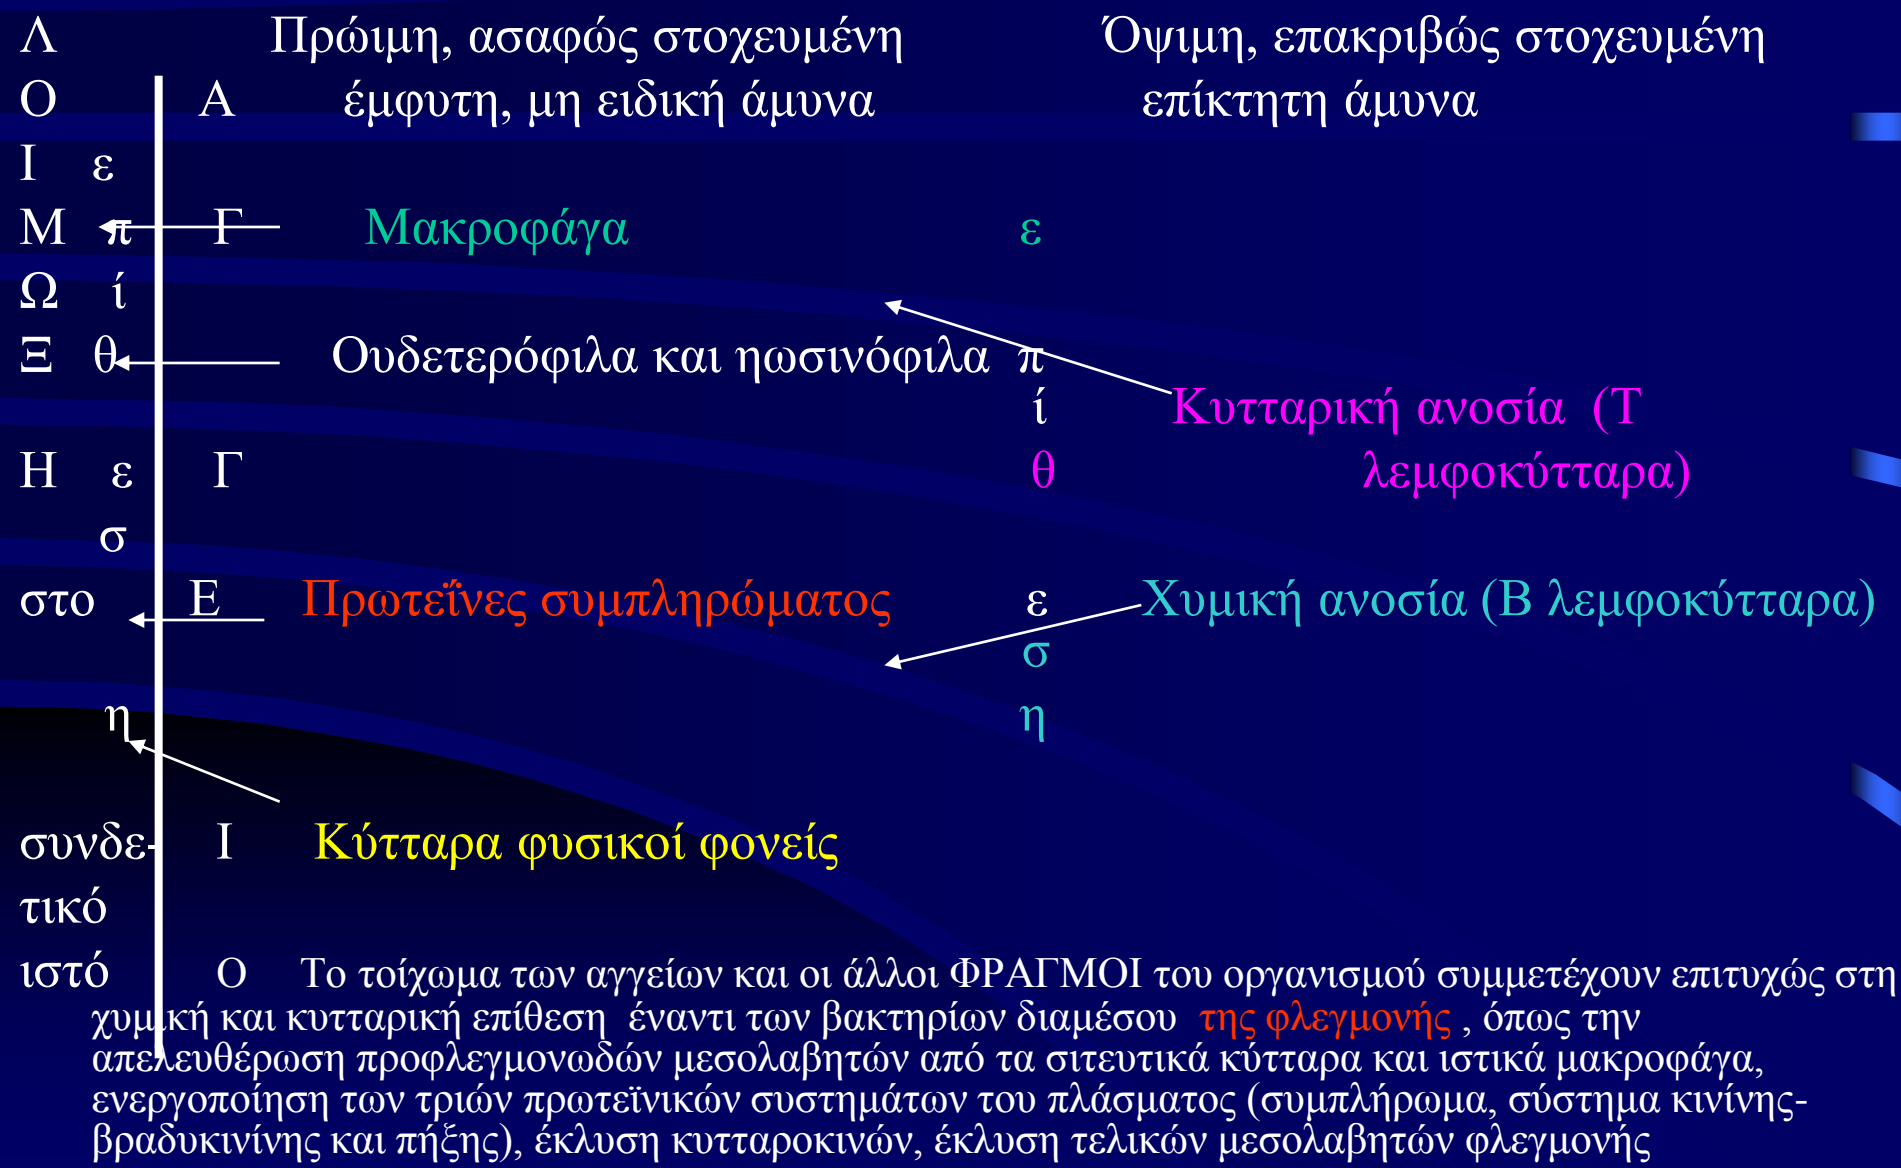 Λ Πρώιμη, ασαφώς στοχευμένη Όψιμη, επακριβώς στοχευμένη
Ο Α έμφυτη, μη ειδική άμυνα επίκτητη άμυνα
Ι ε
Μ π Γ Μακροφάγα ε
Ω ί
Ξ θ Ουδετερόφιλα και ηωσινόφιλα π
ί Κυτταρική ανοσία (Τ
Η ε Γ θ λεμφοκύτταρα)
σ
στο Ε Πρωτεΐνες συμπληρώματος ε Χυμική ανοσία (Β λεμφοκύτταρα)
σ
η η
συνδε- Ι Κύτταρα φυσικοί φονείς
τικό
ιστό Ο Το τοίχωμα των αγγείων και οι άλλοι ΦΡΑΓΜΟΙ του οργανισμού συμμετέχουν επιτυχώς στη
χυμική και κυτταρική επίθεση έναντι των βακτηρίων διαμέσου της φλεγμονής , όπως την
απελευθέρωση προφλεγμονωδών μεσολαβητών από τα σιτευτικά κύτταρα και ιστικά μακροφάγα,
ενεργοποίηση των τριών πρωτεϊνικών συστημάτων του πλάσματος (συμπλήρωμα, σύστημα κινίνης-
βραδυκινίνης και πήξης), έκλυση κυτταροκινών, έκλυση τελικών μεσολαβητών φλεγμονής